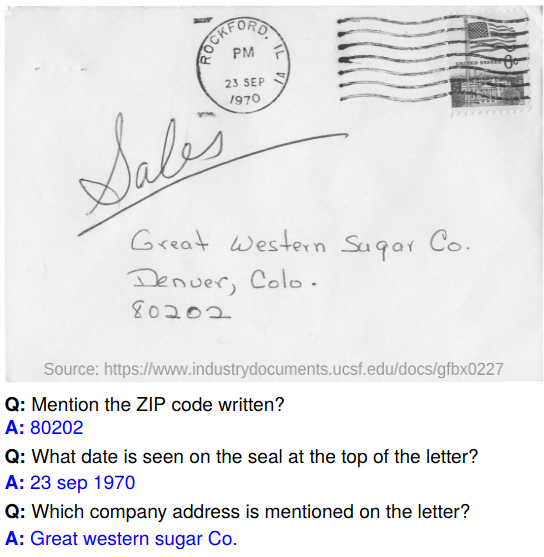 ROCKFORD, IL
PM
23 SEP
1970
UNITED STATES 6c
Sales
Great Western Sugar Co.
Denver, Colo.
80202
Source: https://www.industrydocuments.ucsf.edu/docs/gfbx0227
Q: Mention the ZIP code written?
A: 80202
Q: What date is seen on the seal at the top of the letter?
A: 23 sep 1970
Q: Which company address is mentioned on the letter?
A: Great western sugar Co.